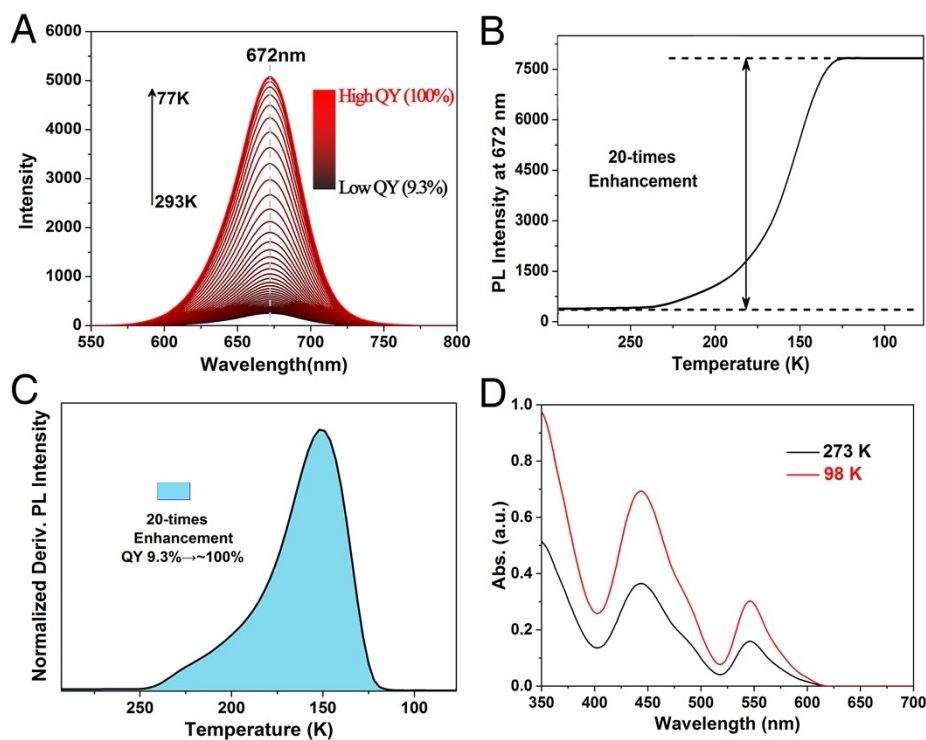 A
672nm
Intensity
6000
5000
4000
3000
2000
1000
0
77K
293K
High QY (100%)
Low QY (9.3%)
550
600
650
700
750
800
Wavelength(nm)
B
PL Intensity at 672 nm
7500
6000
4500
3000
1500
0
20-times
Enhancement
250
200
150
100
Temperature (K)
C
Normalized Deriv. PL Intensity
20-times
Enhancement
QY 9.3%→~100%
250
200
150
100
Temperature (K)
D
Abs. (a.u.)
1.0
0.8
0.6
0.4
0.2
0.0
273 K
98 K
350
400
450
500
550
600
650
700
Wavelength (nm)